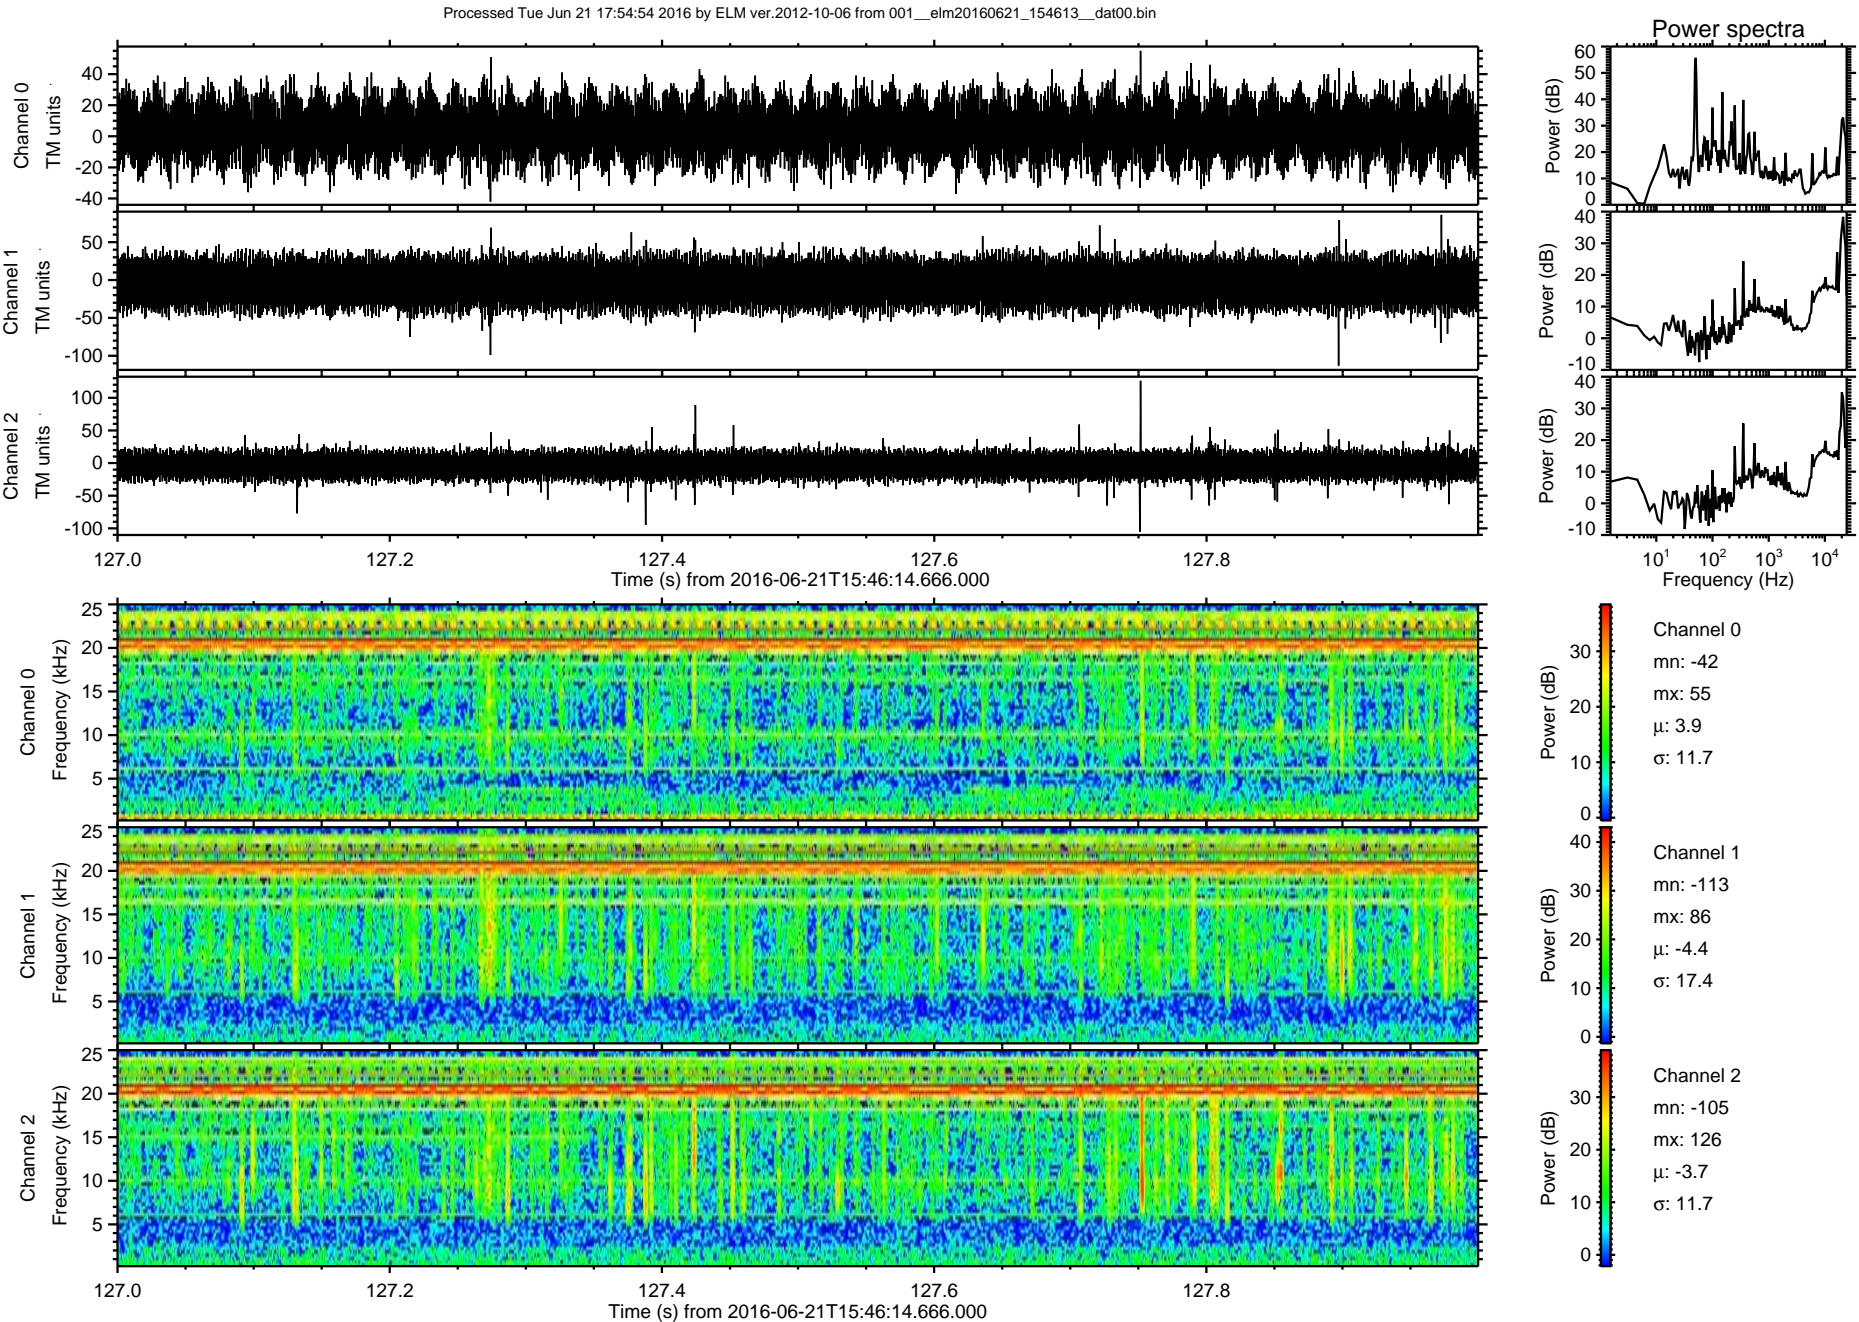 Processed Tue Jun 21 17:54:54 2016 by ELM ver.2012-10-06 from 001__elm20160621_154613__dat00.bin
Power spectra
Channel 0
TM units
40
20
0
-20
-40
Power (dB)
60
50
40
30
20
10
0
Channel 1
TM units
50
0
-50
-100
Power (dB)
40
30
20
10
0
-10
Channel 2
TM units
100
50
0
-50
-100
Power (dB)
40
30
20
10
0
-10
127.0 127.2 127.4 127.6 127.8
Time (s) from 2016-06-21T15:46:14.666.000
10^1 10^2 10^3 10^4
Frequency (Hz)
Channel 0
Frequency (kHz)
25
20
15
10
5
Power (dB)
30
20
10
0
Channel 0
mn: -42
mx: 55
μ: 3.9
σ: 11.7
Channel 1
Frequency (kHz)
25
20
15
10
5
Power (dB)
40
30
20
10
0
Channel 1
mn: -113
mx: 86
μ: -4.4
σ: 17.4
Channel 2
Frequency (kHz)
25
20
15
10
5
Power (dB)
30
20
10
0
Channel 2
mn: -105
mx: 126
μ: -3.7
σ: 11.7
127.0 127.2 127.4 127.6 127.8
Time (s) from 2016-06-21T15:46:14.666.000